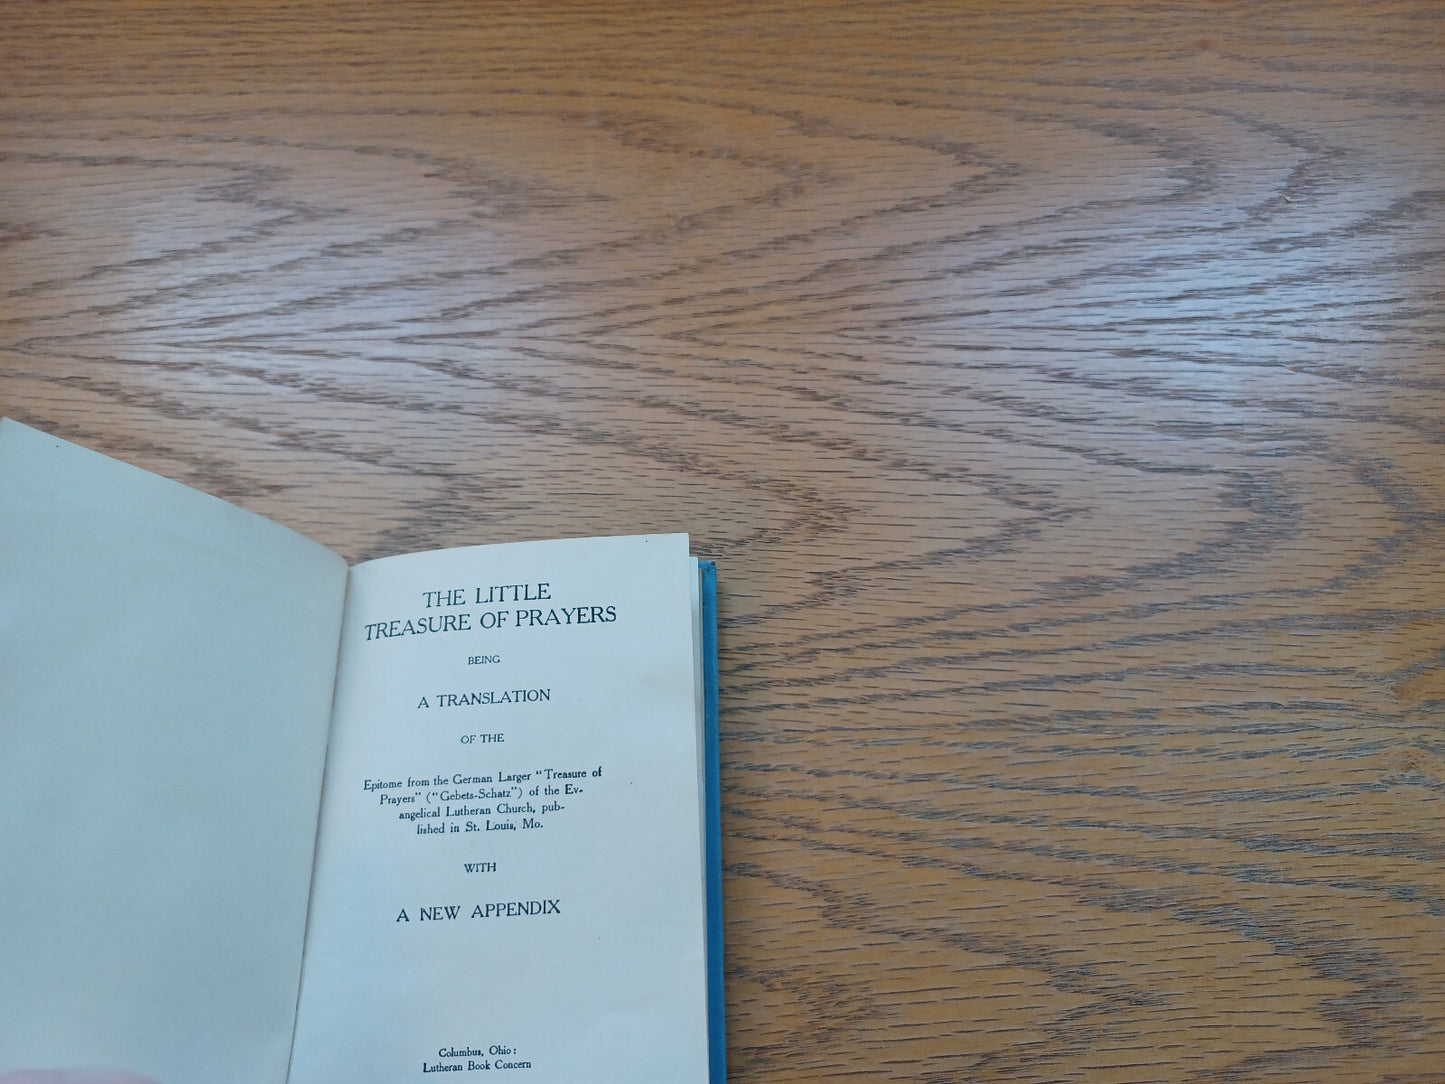 THE LITTLE
TREASURE OF PRAYERS
BEING
A TRANSLATION
OF THE
Epitome from the German Larger "Treasure of
Prayers" ("Gebets-Schatz") of the Ev-
angelical Lutheran Church, pub-
lished in St. Louis, Mo.
WITH
A NEW APPENDIX
Columbus, Ohio:
Lutheran Book Concern